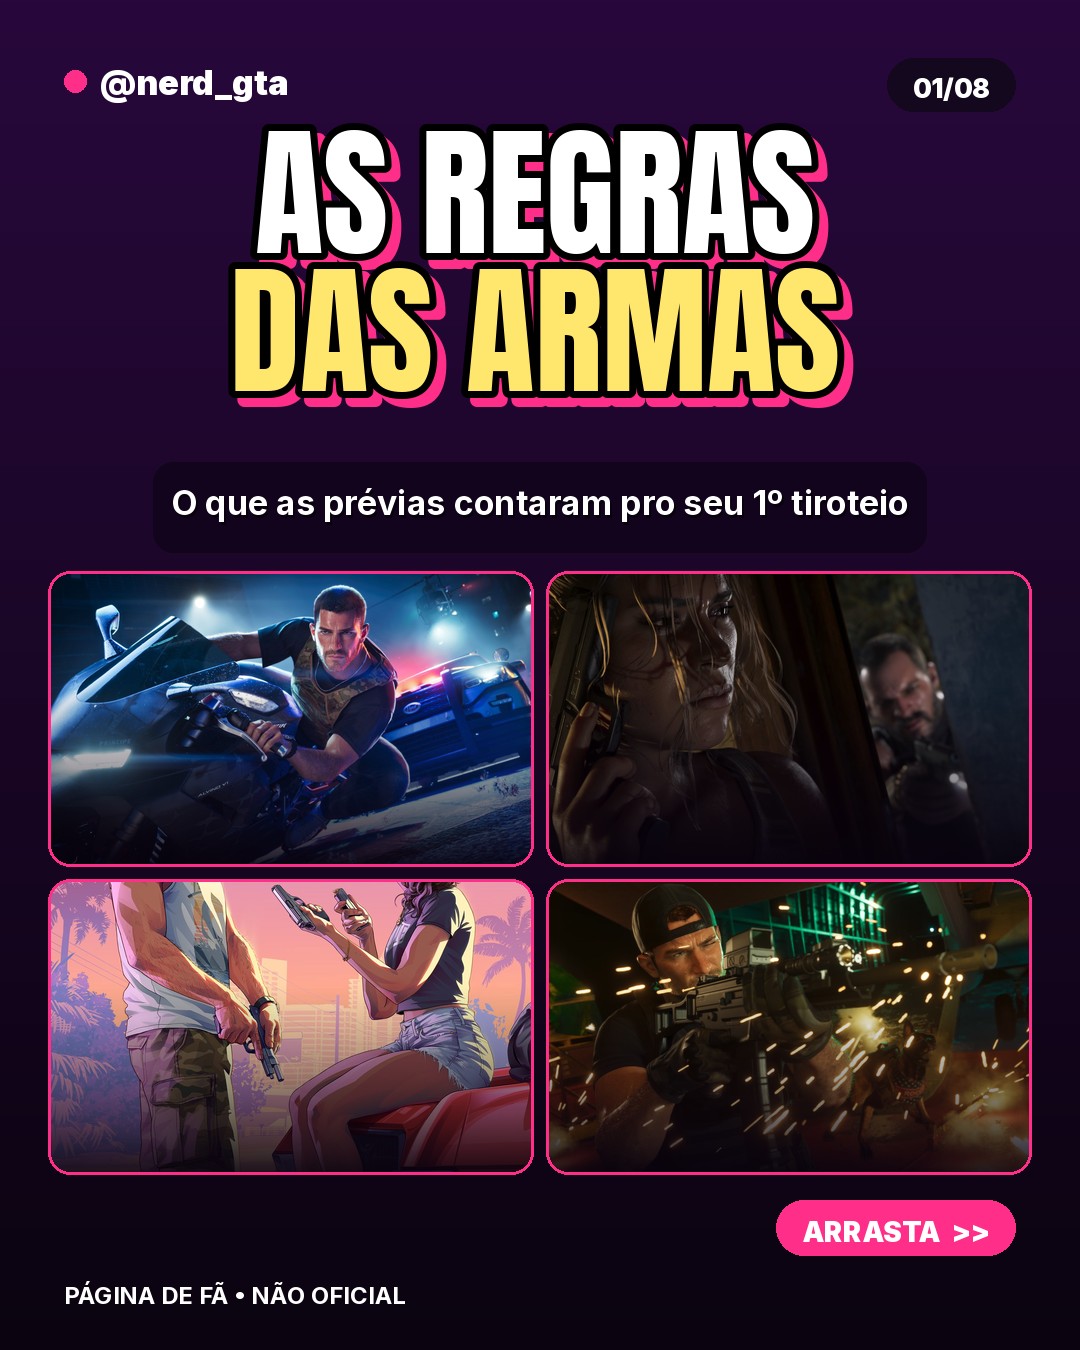 @nerd_gta
01/08
AS REGRAS
DAS ARMAS
O que as prévias contaram pro seu 1º tiroteio
ARRASTA >>
PÁGINA DE FÃ • NÃO OFICIAL